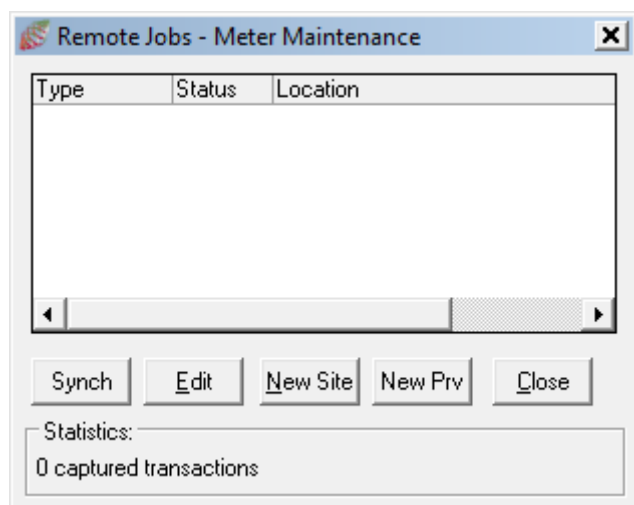 Remote Jobs - Meter Maintenance
Type Status Location
Synch Edit New Site New Prv Close
Statistics:
0 captured transactions